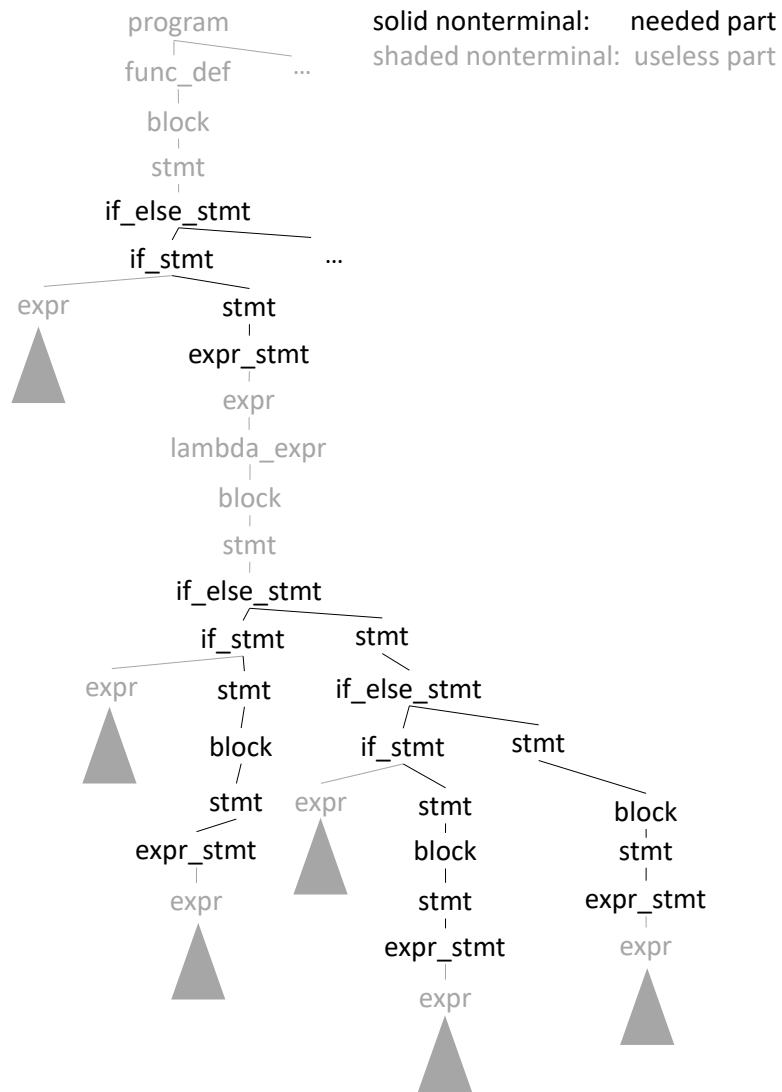 program solid nonterminal: needed part
func_def ... shaded nonterminal: useless part
block
stmt
if_else_stmt
if_stmt ...
expr stmt
expr_stmt
expr
lambda_expr
block
stmt
if_else_stmt
if_stmt stmt
expr stmt if_else_stmt
block if_stmt stmt
stmt expr stmt block
expr_stmt block stmt
expr stmt expr_stmt
expr_stmt expr
expr